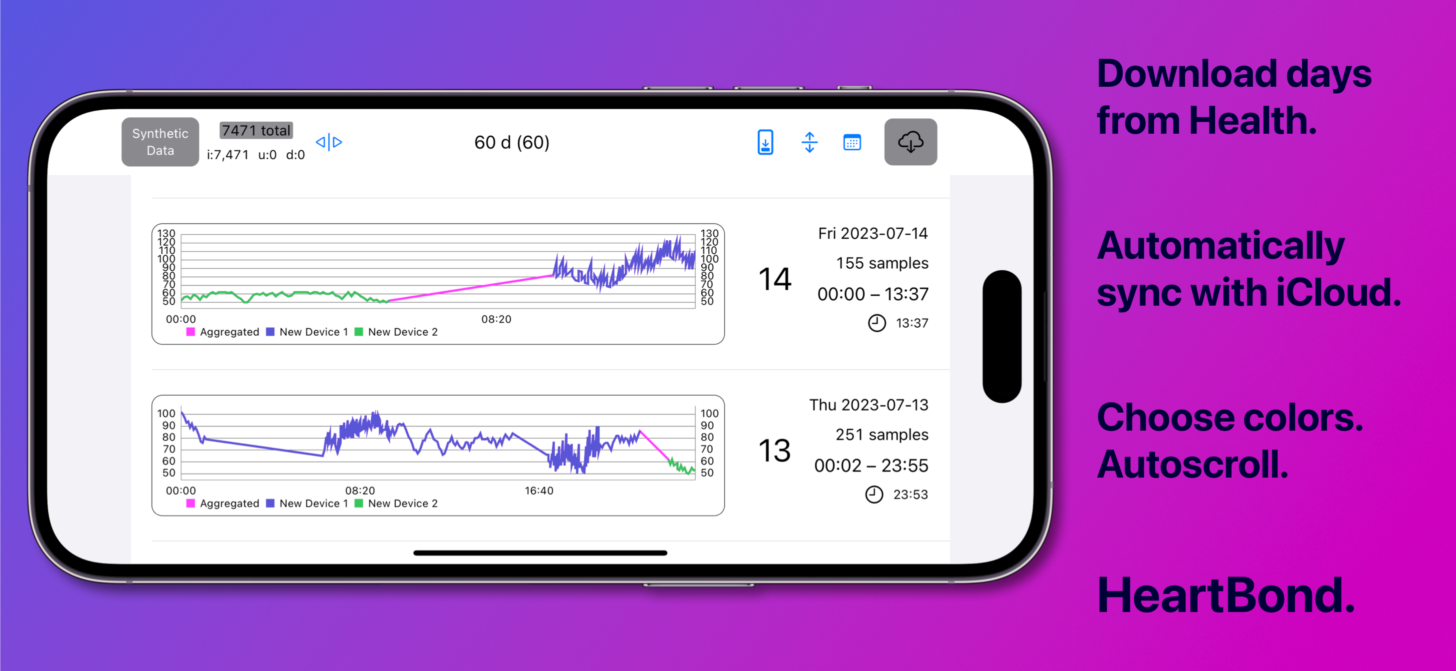 Download days
from Health.
Automatically
sync with iCloud.
Choose colors.
Autoscroll.
HeartBond.
Synthetic
Data
7471 total
i:7,471 u:0 d:0
60 d (60)
130 130
120 120
110 110
100 100
90 90
80 80
70 70
60 60
50 50
00:00 08:20
Aggregated New Device 1 New Device 2
14
Fri 2023-07-14
155 samples
00:00 – 13:37
13:37
100 100
90 90
80 80
70 70
60 60
50 50
00:00 08:20 16:40
Aggregated New Device 1 New Device 2
13
Thu 2023-07-13
251 samples
00:02 – 23:55
23:53